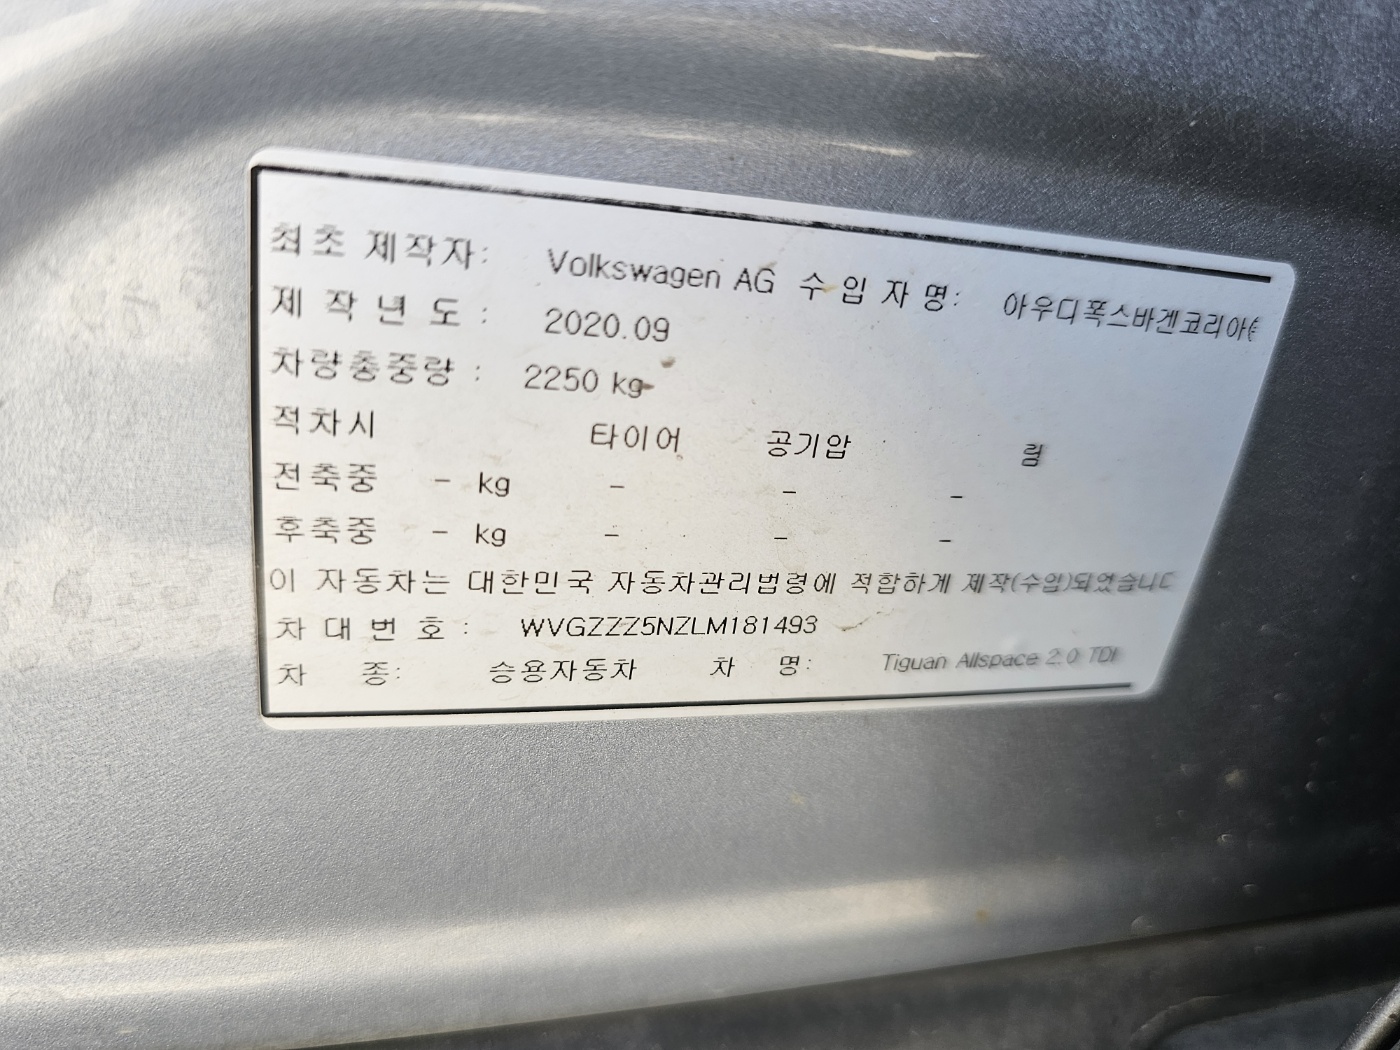 최초 제작자: Volkswagen AG 수입자명: 아우디폭스바겐코리아
제작년도: 2020.09
차량총중량: 2250 kg
적차시 타이어 공기압 림
전축중 - kg - - -
후축중 - kg - - -
이 자동차는 대한민국 자동차관리법령에 적합하게 제작(수입)되었습니다
차대번호: WVGZZZ5NZLM181493
차 종: 승용자동차 차 명: Tiguan Allspace 2.0 TDI